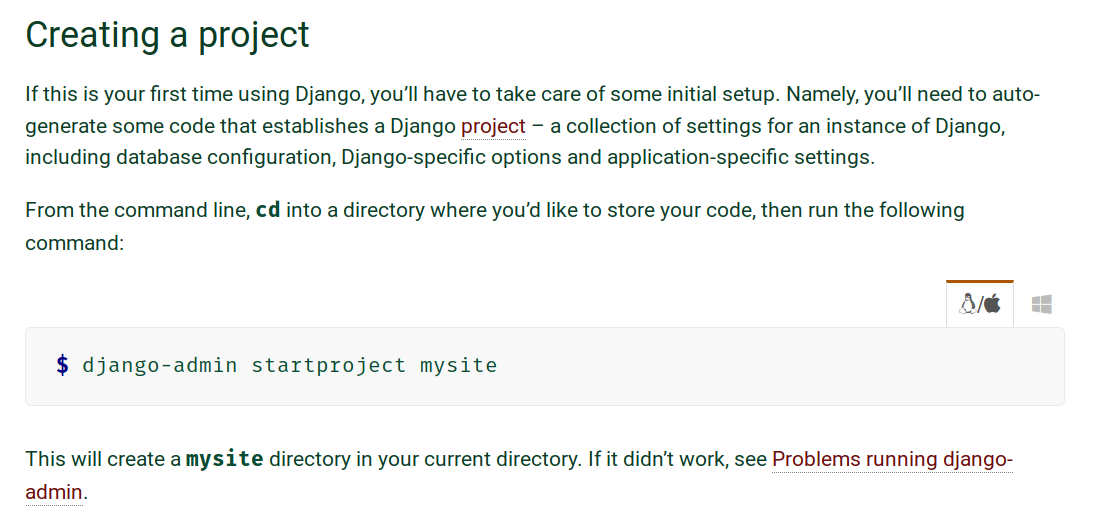 Creating a project
If this is your first time using Django, you’ll have to take care of some initial setup. Namely, you’ll need to auto-
generate some code that establishes a Django project – a collection of settings for an instance of Django,
including database configuration, Django-specific options and application-specific settings.
From the command line, cd into a directory where you’d like to store your code, then run the following
command:
/
$ django-admin startproject mysite
This will create a mysite directory in your current directory. If it didn’t work, see Problems running django-
admin.